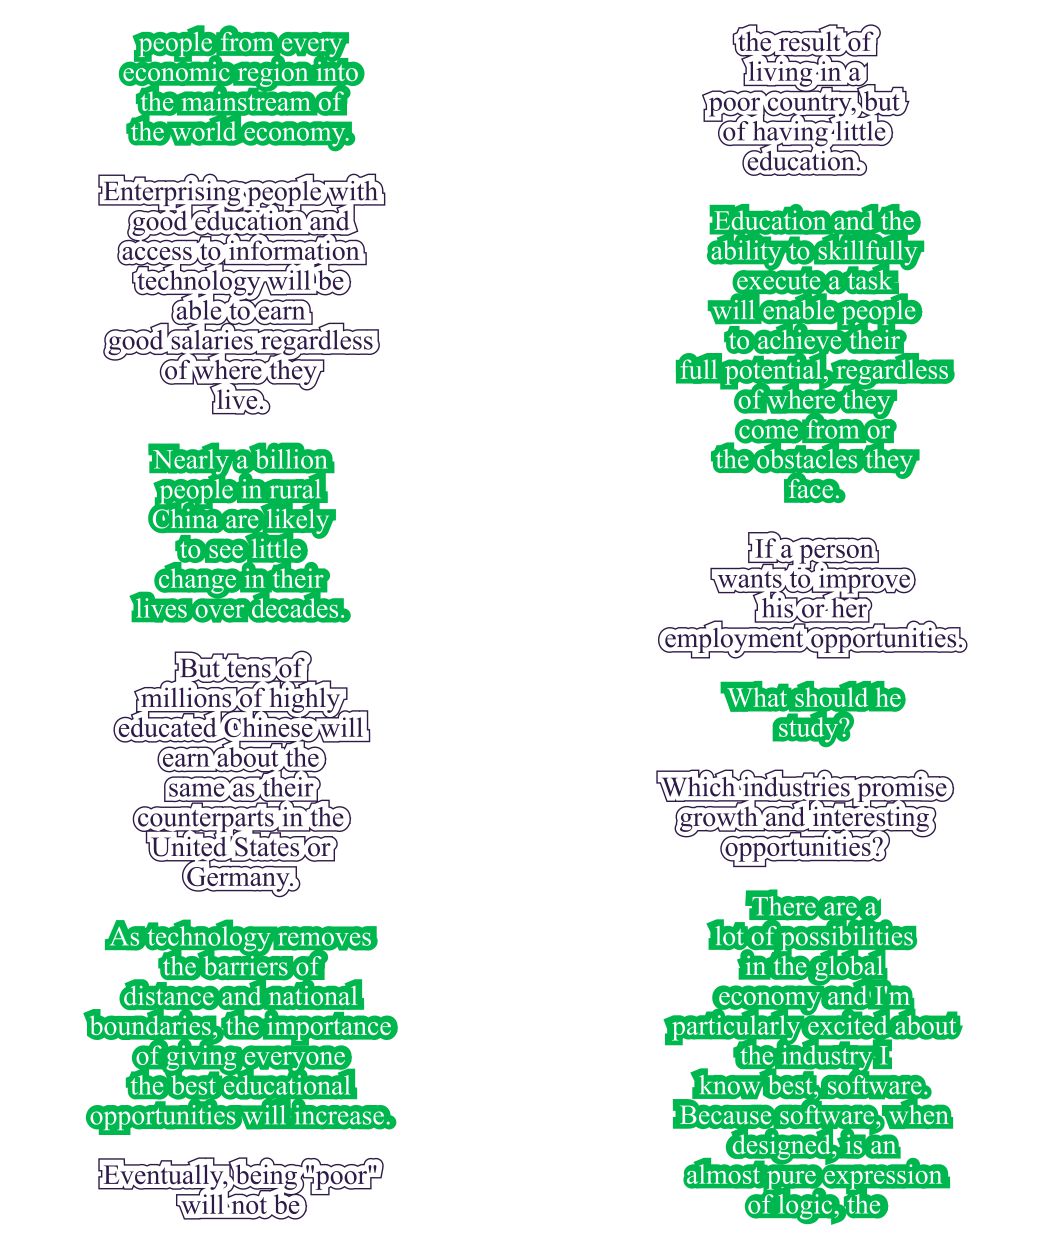 people from every
economic region into
the mainstream of
the world economy.
Enterprising people with
good education and
access to information
technology will be
able to earn
good salaries regardless
of where they
live.
Nearly a billion
people in rural
China are likely
to see little
change in their
lives over decades.
But tens of
millions of highly
educated Chinese will
earn about the
same as their
counterparts in the
United States or
Germany.
As technology removes
the barriers of
distance and national
boundaries, the importance
of giving everyone
the best educational
opportunities will increase.
Eventually, being "poor"
will not be
the result of
living in a
poor country, but
of having little
education.
Education and the
ability to skillfully
execute a task
will enable people
to achieve their
full potential, regardless
of where they
come from or
the obstacles they
face.
If a person
wants to improve
his or her
employment opportunities.
What should he
study?
Which industries promise
growth and interesting
opportunities?
There are a
lot of possibilities
in the global
economy and I'm
particularly excited about
the industry I
know best, software.
Because software, when
designed, is an
almost pure expression
of logic, the